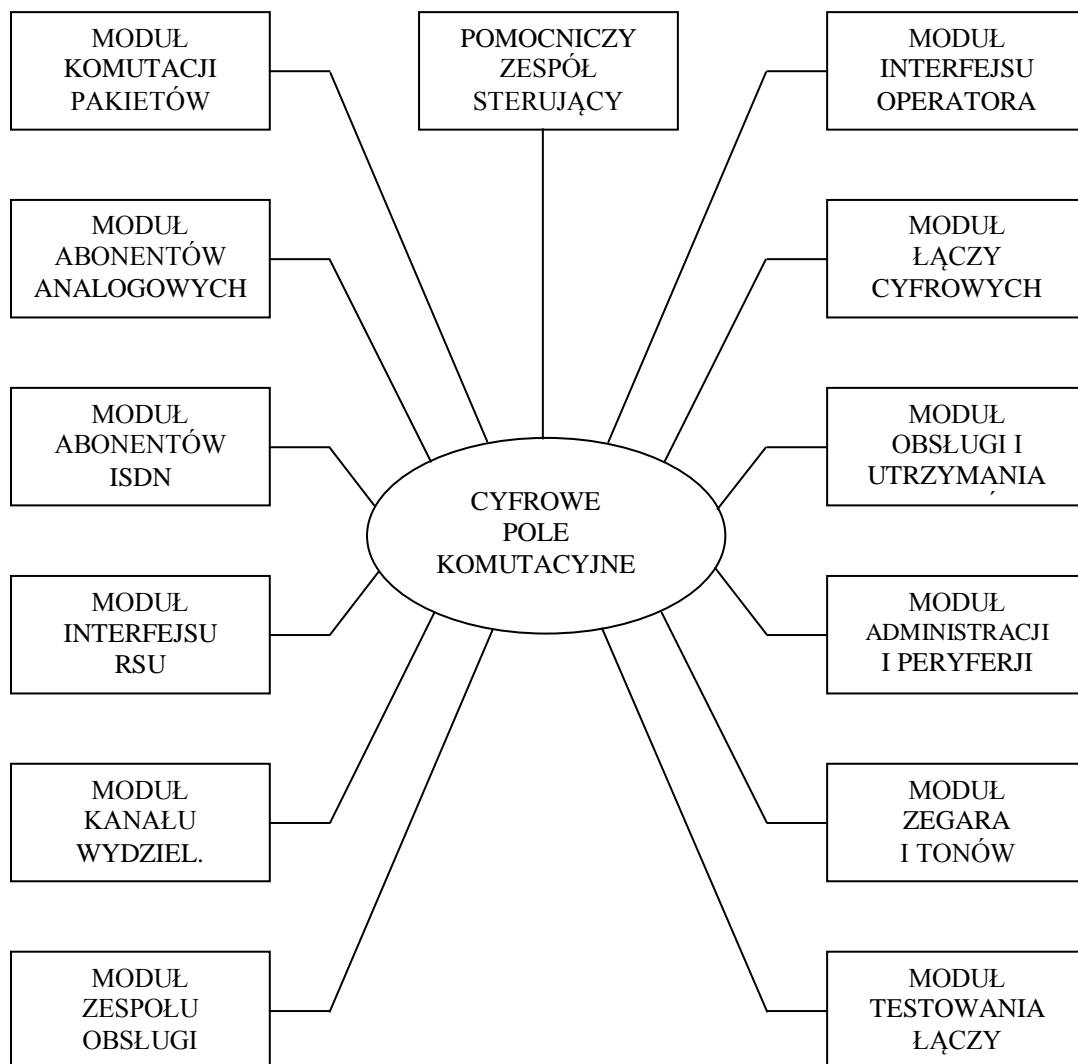 MODUŁ
KOMUTACJI
PAKIETÓW
POMOCNICZY
ZESPÓŁ
STERUJĄCY
MODUŁ
INTERFEJSU
OPERATORA
MODUŁ
ABONENTÓW
ANALOGOWYCH
MODUŁ
ŁĄCZY
CYFROWYCH
MODUŁ
ABONENTÓW
ISDN
MODUŁ
OBSŁUGI I
UTRZYMANIA
CYFROWE
POLE
KOMUTACYJNE
MODUŁ
INTERFEJSU
RSU
MODUŁ
ADMINISTRACJI
I PERYFERJI
MODUŁ
KANAŁU
WYDZIEL.
MODUŁ
ZEGARA
I TONÓW
MODUŁ
ZESPOŁU
OBSŁUGI
MODUŁ
TESTOWANIA
ŁĄCZY